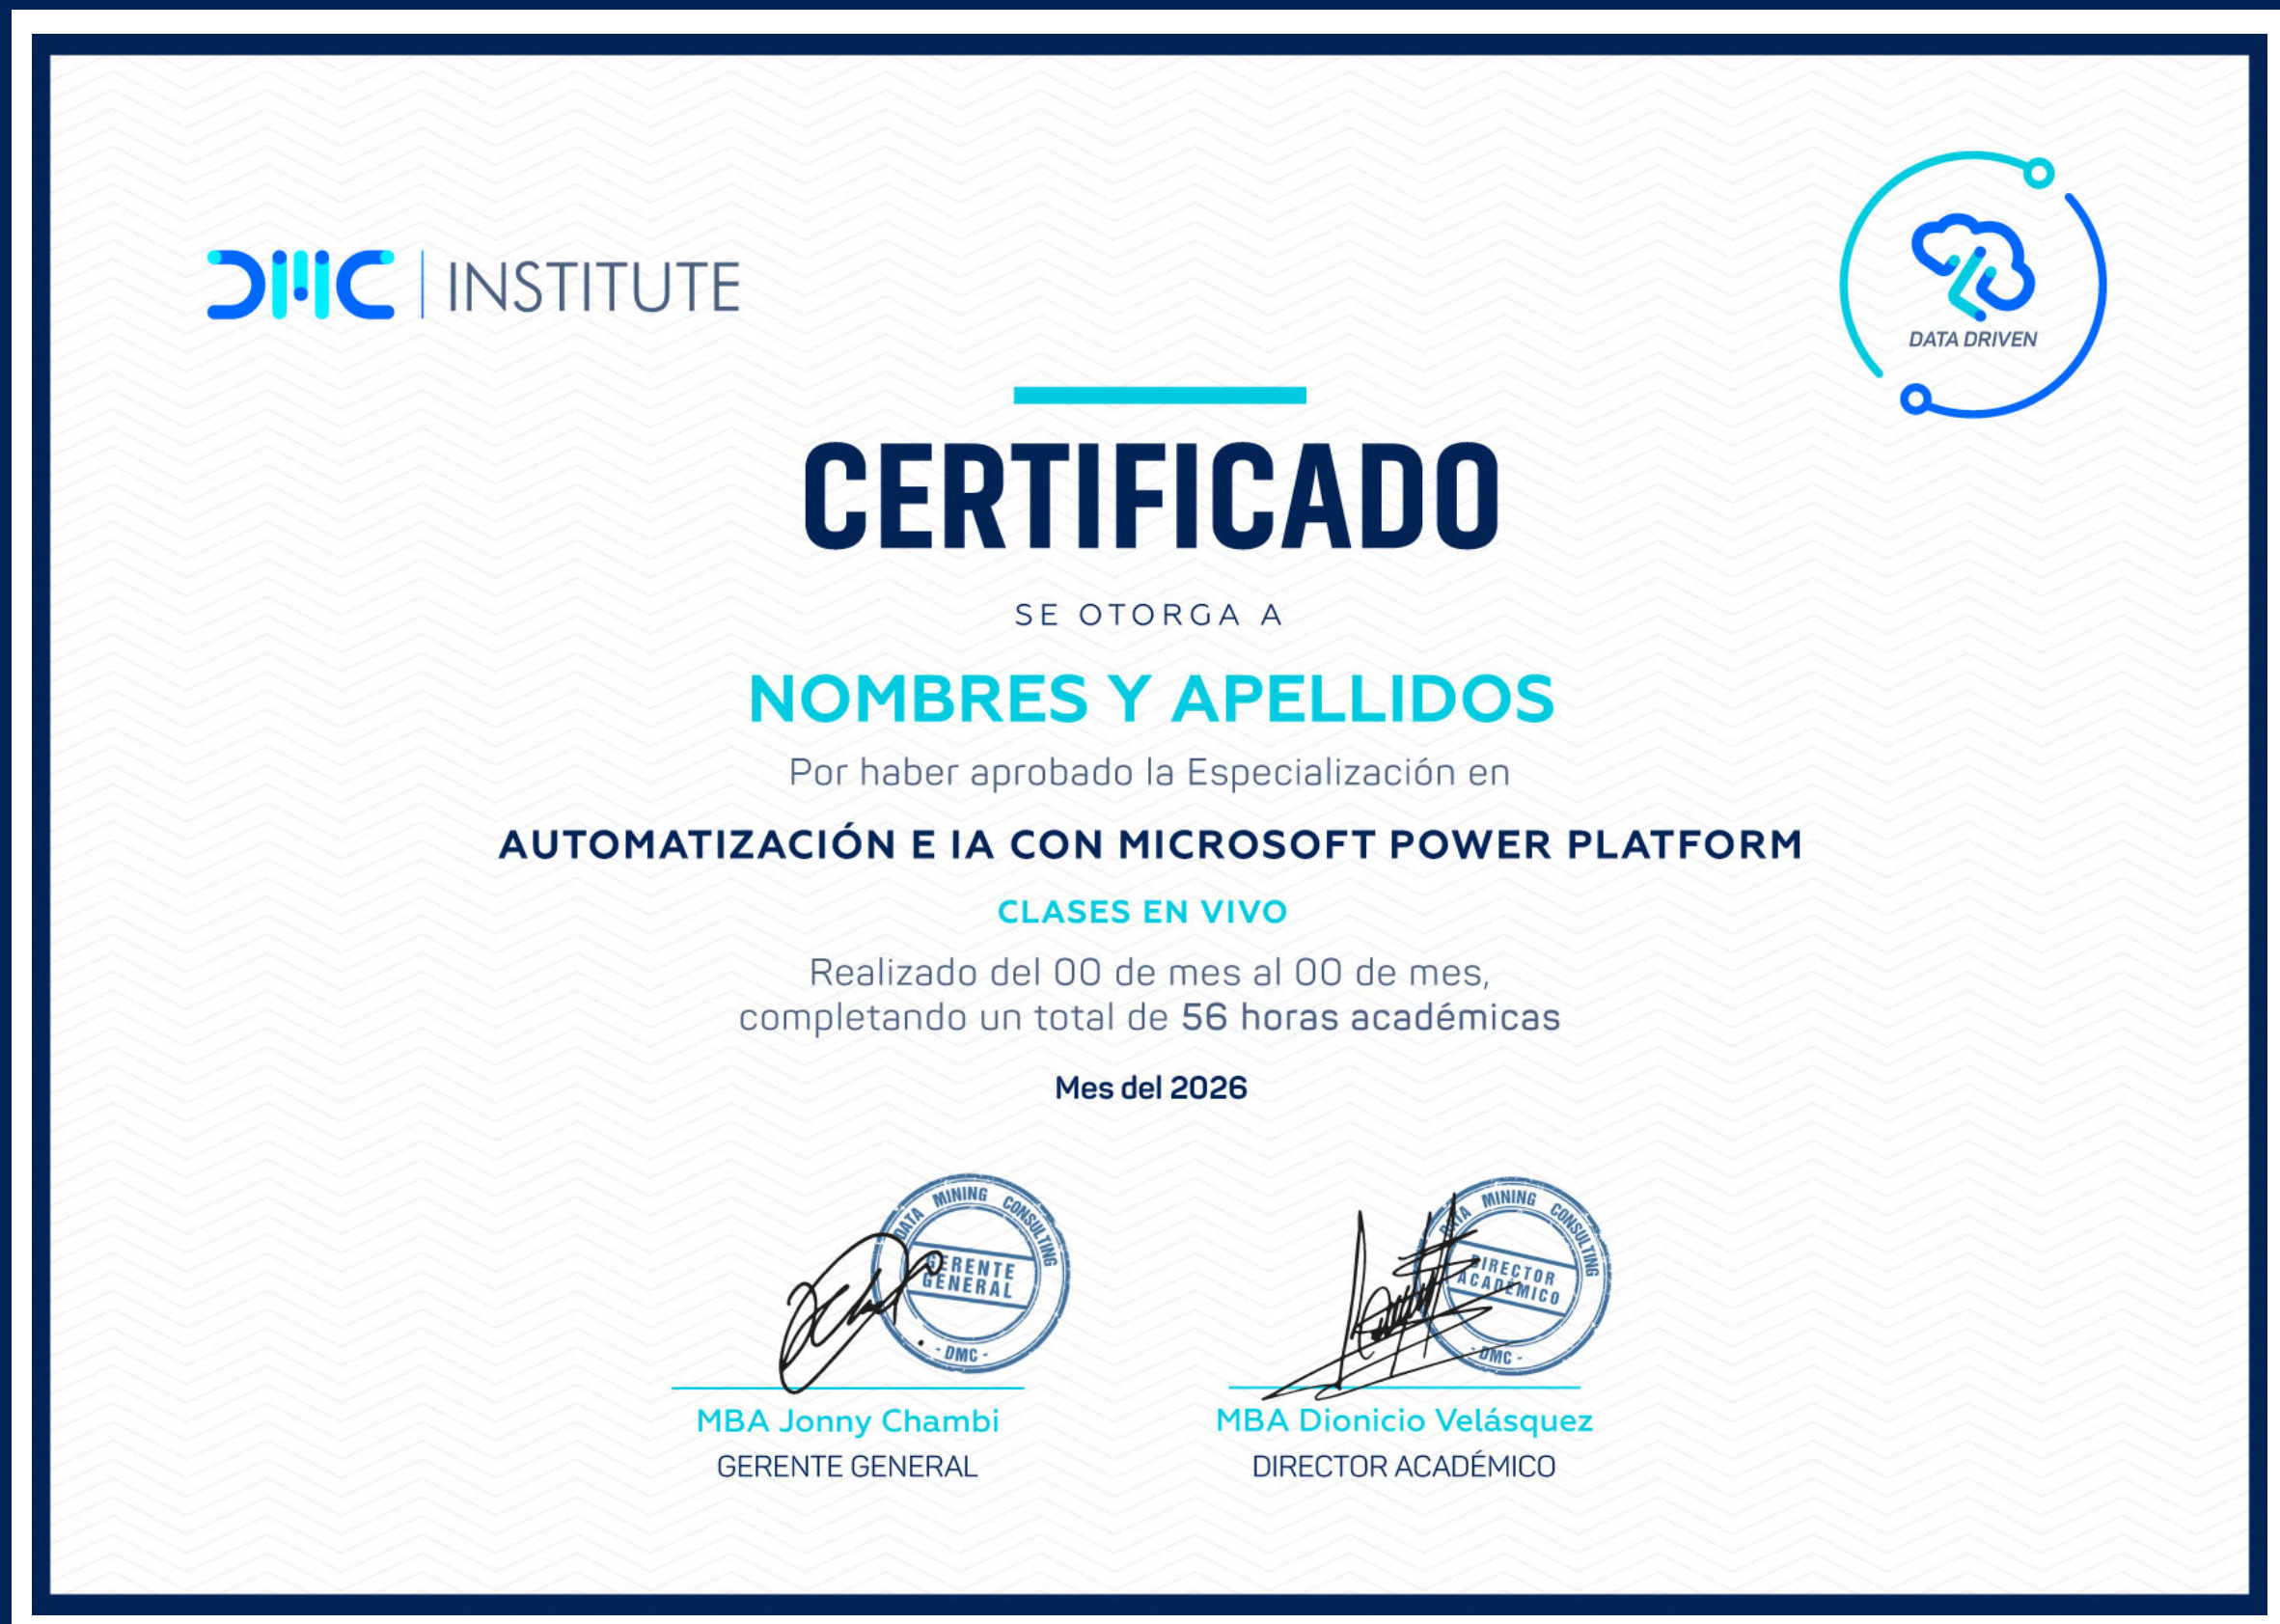 DMC | INSTITUTE
DATA DRIVEN
CERTIFICADO
SE OTORGA A
NOMBRES Y APELLIDOS
Por haber aprobado la Especialización en
AUTOMATIZACIÓN E IA CON MICROSOFT POWER PLATFORM
CLASES EN VIVO
Realizado del 00 de mes al 00 de mes,
completando un total de 56 horas académicas
Mes del 2026
DATA MINING CONSULTING
GERENTE
GENERAL
- DMC -
DATA MINING CONSULTING
DIRECTOR
ACADÉMICO
- DMC -
MBA Jonny Chambi
GERENTE GENERAL
MBA Dionicio Velásquez
DIRECTOR ACADÉMICO